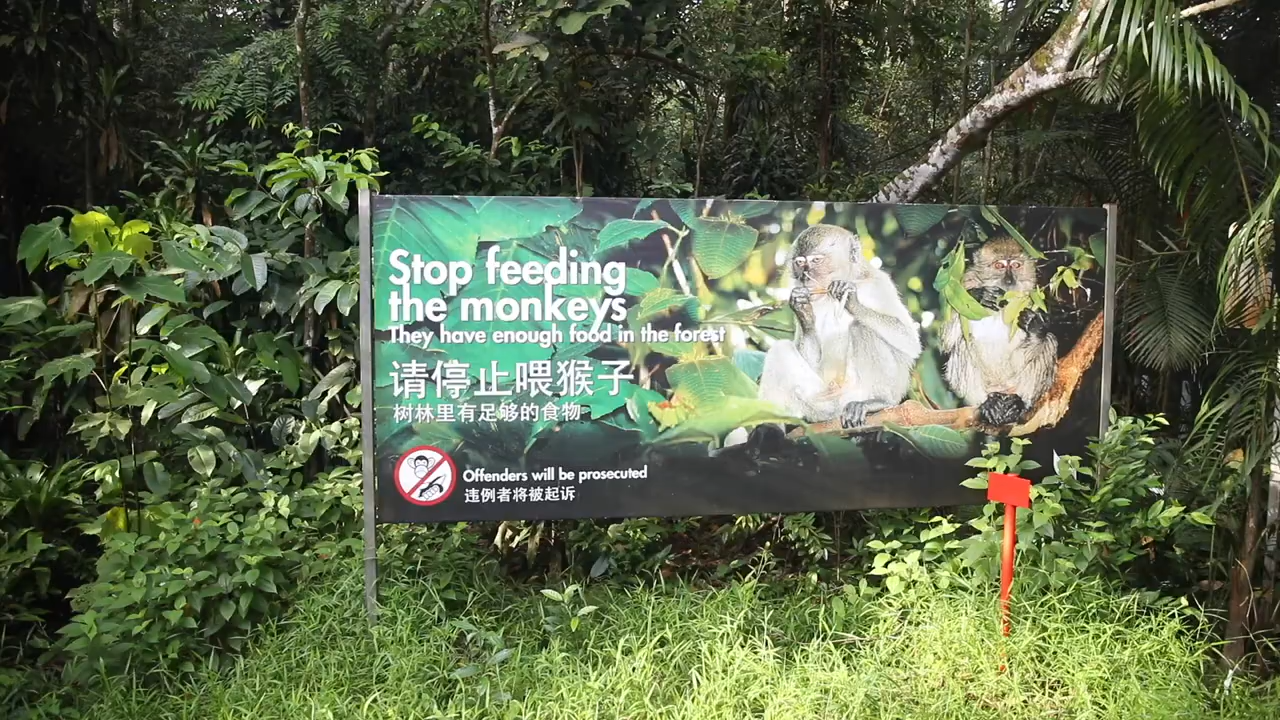 Stop feeding
the monkeys
They have enough food in the forest
请停止喂猴子
树林里有足够的食物
Offenders will be prosecuted
违例者将被起诉